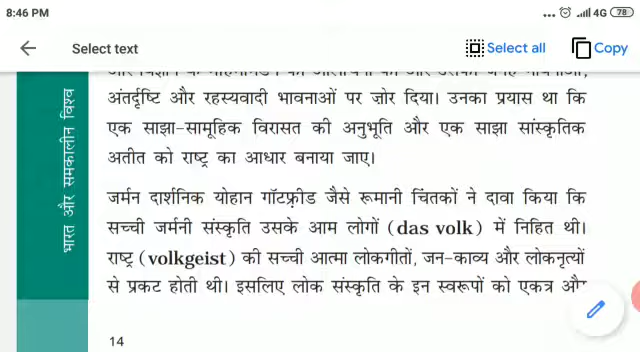 8:46 PM
... 4G 78
Select text
Select all
Copy
अंतर्दृष्टि और रहस्यवादी भावनाओं पर ज़ोर दिया। उनका प्रयास था कि
एक साझा-सामूहिक विरासत की अनुभूति और एक साझा सांस्कृतिक
अतीत को राष्ट्र का आधार बनाया जाए।
जर्मन दार्शनिक योहान गॉटफ़्रीड जैसे रूमानी चिंतकों ने दावा किया कि
सच्ची जर्मनी संस्कृति उसके आम लोगों (das volk) में निहित थी।
राष्ट्र (volkgeist) की सच्ची आत्मा लोकगीतों, जन-काव्य और लोकनृत्यों
से प्रकट होती थी। इसलिए लोक संस्कृति के इन स्वरूपों को एकत्र और
14
भारत और समकालीन विश्व